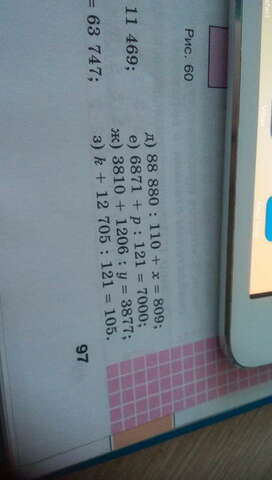 Рис. 60
11 469;
= 63 747;
д) 88 880 : 110 + x = 809;
е) 6871 + p : 121 = 7000;
ж) 3810 + 1206 : y = 3877;
з) k + 12 705 : 121 = 105.
97